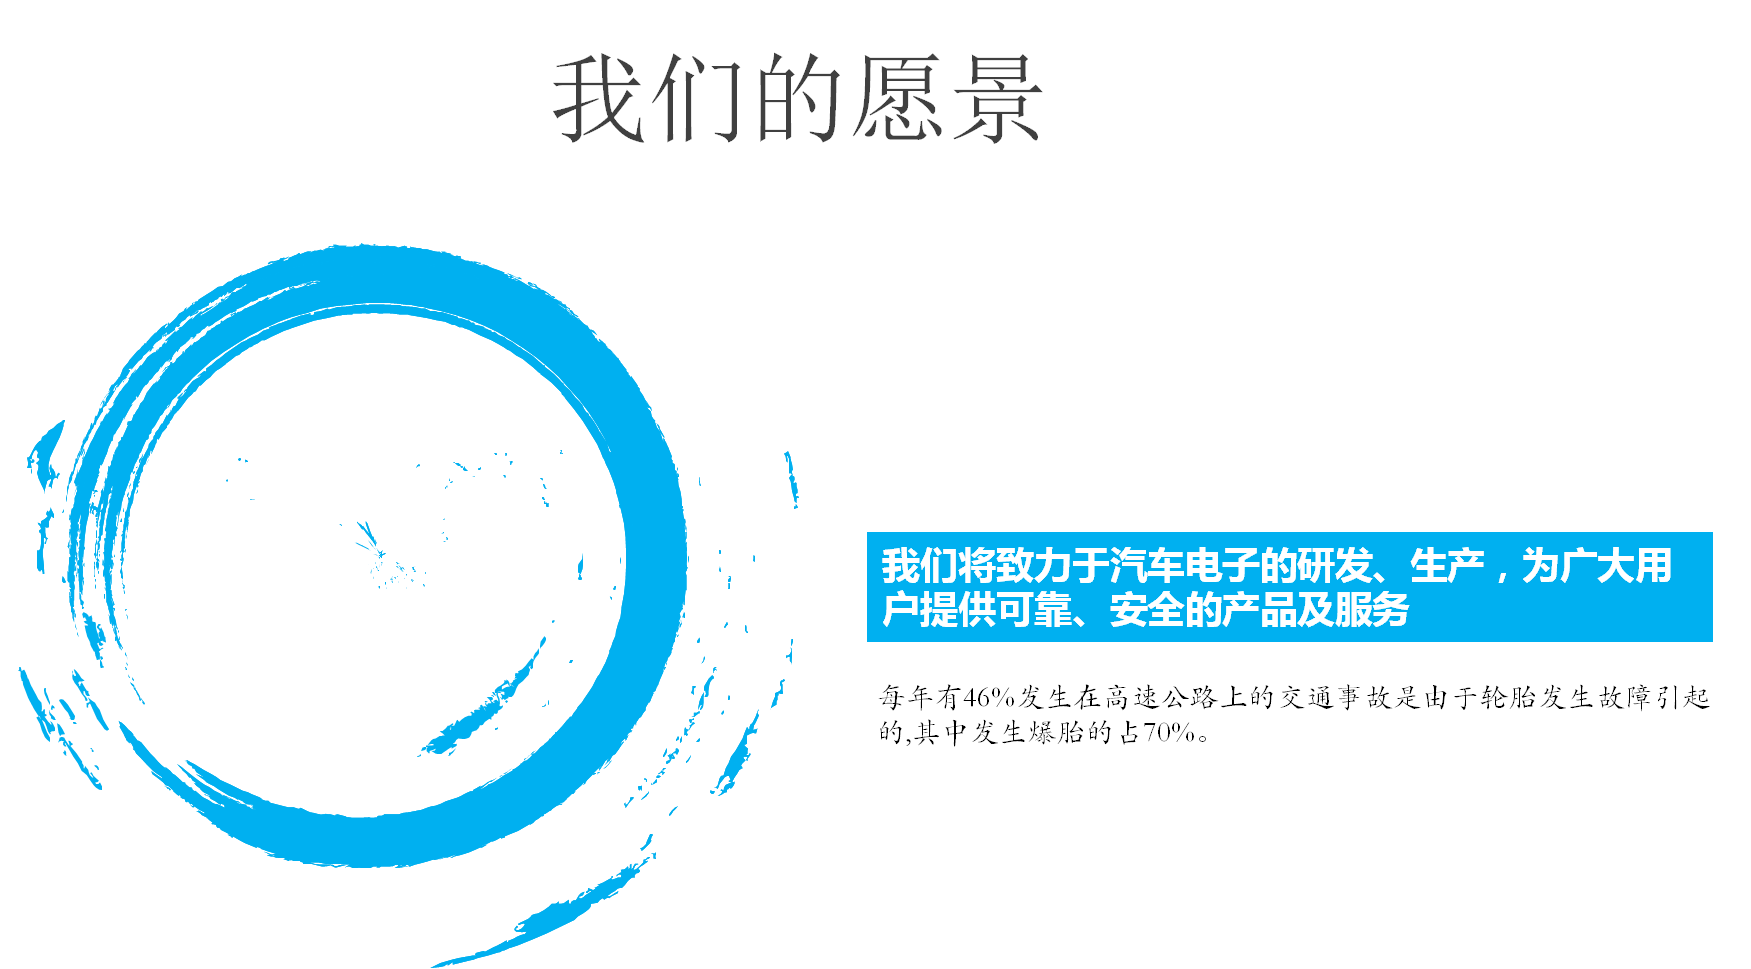 我们的愿景
我们将致力于汽车电子的研发、生产，为广大用
户提供可靠、安全的产品及服务
每年有46%发生在高速公路上的交通事故是由于轮胎发生故障引起
的,其中发生爆胎的占70%。